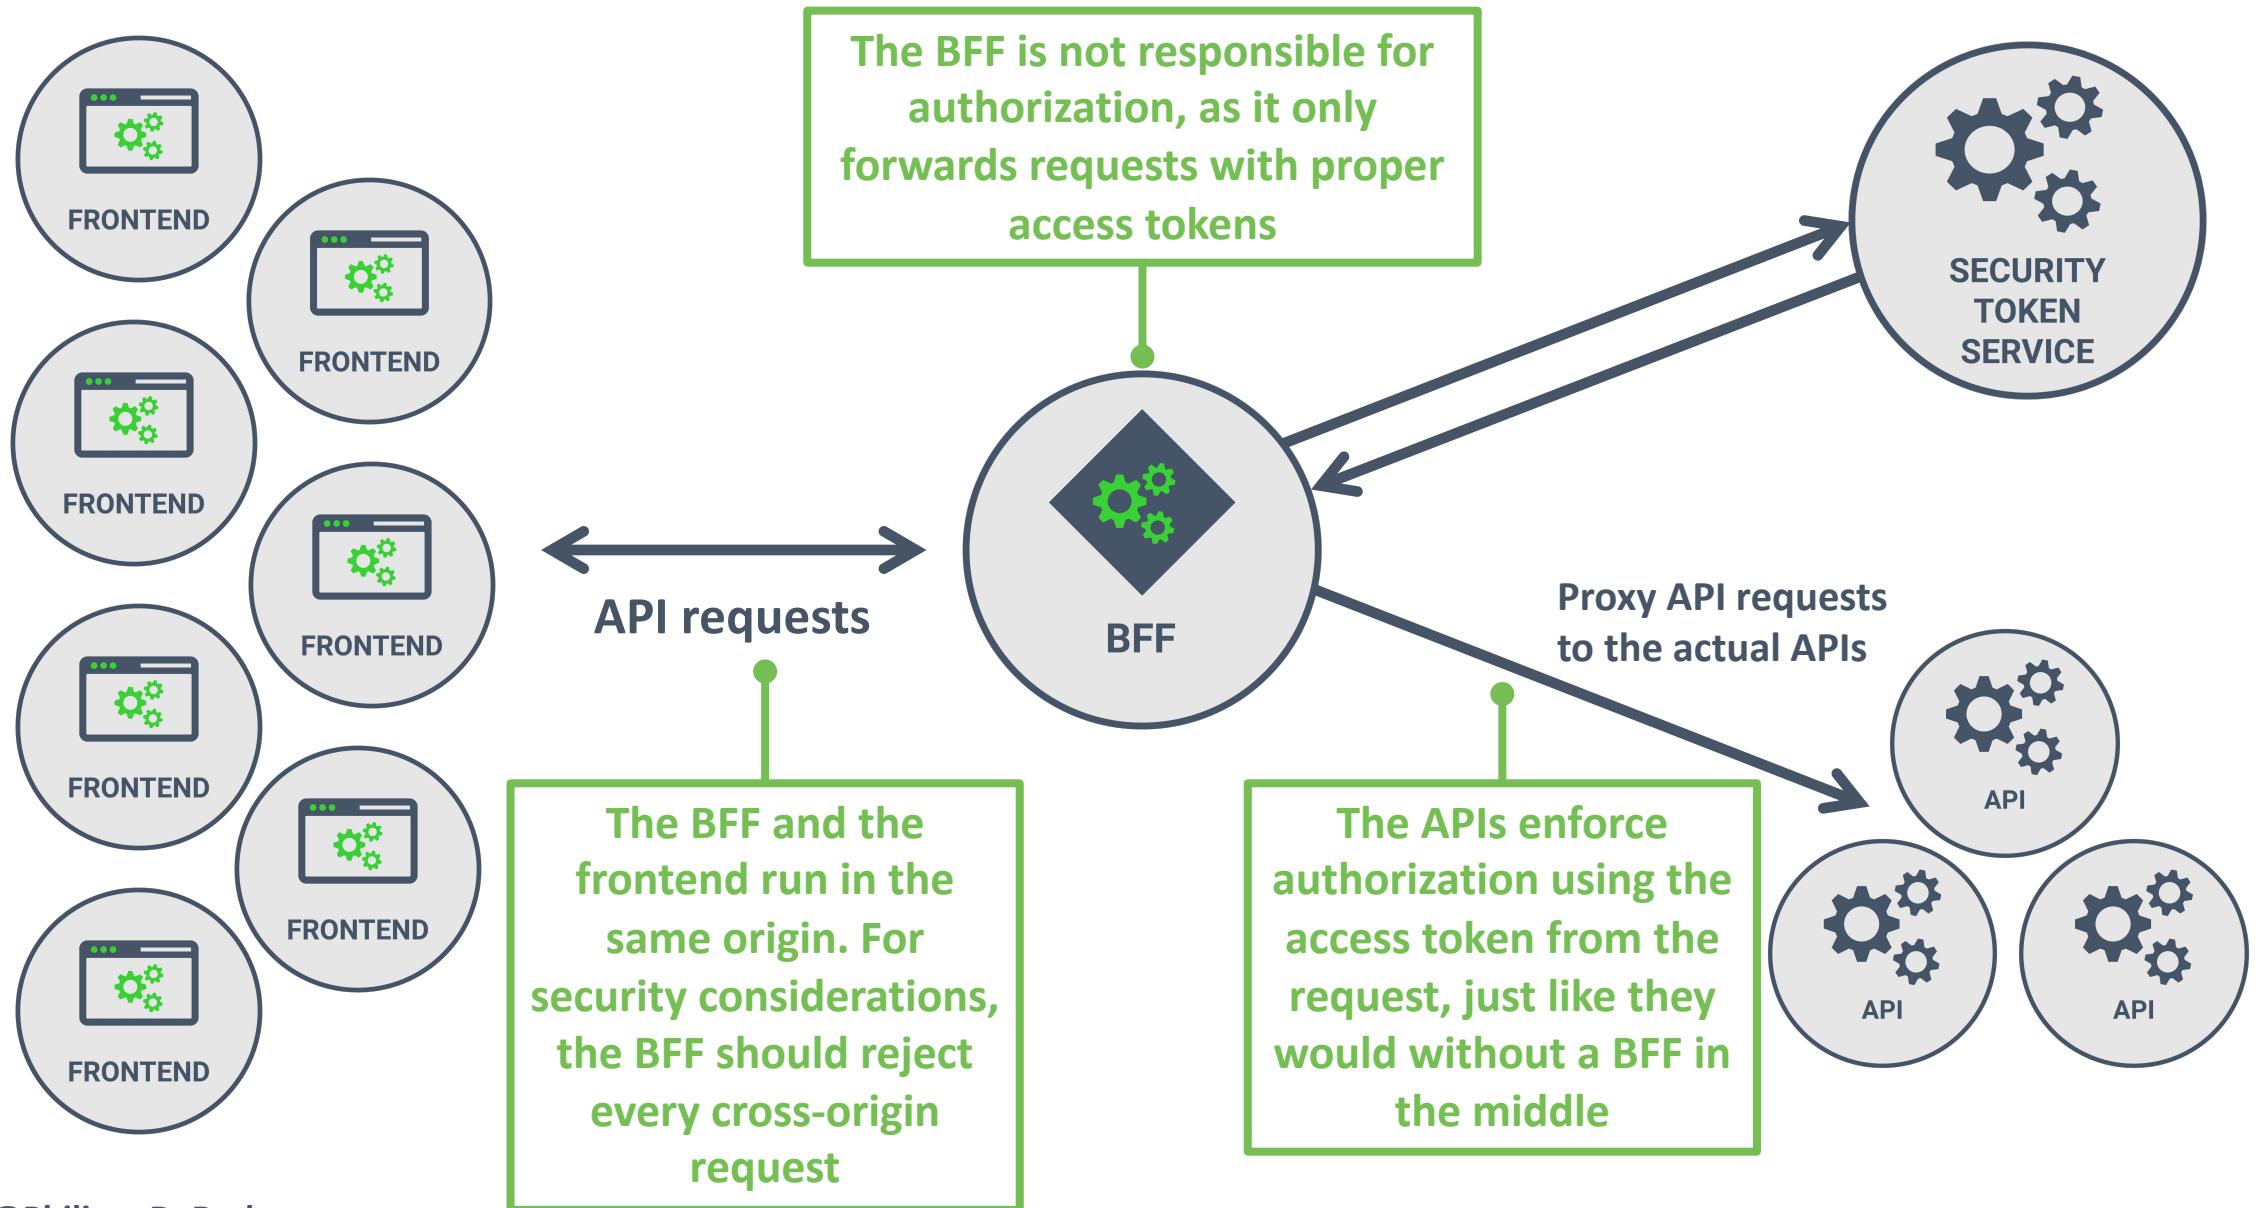 The BFF is not responsible for
authorization, as it only
forwards requests with proper
access tokens
FRONTEND
FRONTEND
FRONTEND
FRONTEND
FRONTEND
FRONTEND
FRONTEND
API requests
BFF
SECURITY
TOKEN
SERVICE
Proxy API requests
to the actual APIs
API
API
API
The BFF and the
frontend run in the
same origin. For
security considerations,
the BFF should reject
every cross-origin
request
The APIs enforce
authorization using the
access token from the
request, just like they
would without a BFF in
the middle